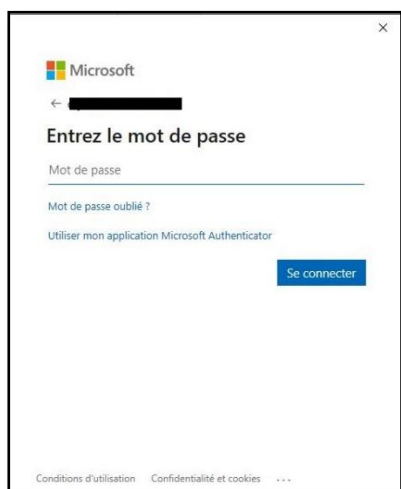 Microsoft
Entrez le mot de passe
Mot de passe
Mot de passe oublié ?
Utiliser mon application Microsoft Authenticator
Se connecter
Conditions d'utilisation Confidentialité et cookies ...